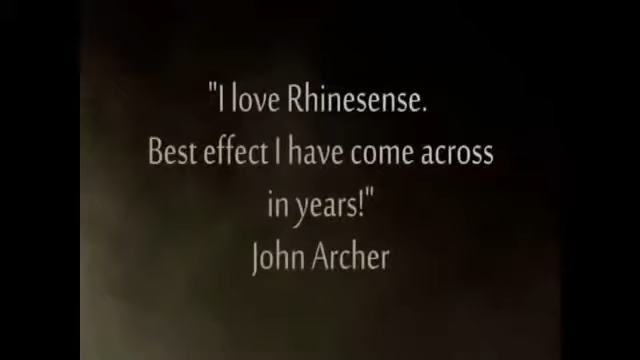 "I love Rhinesense.
Best effect I have come across
in years!"
John Archer